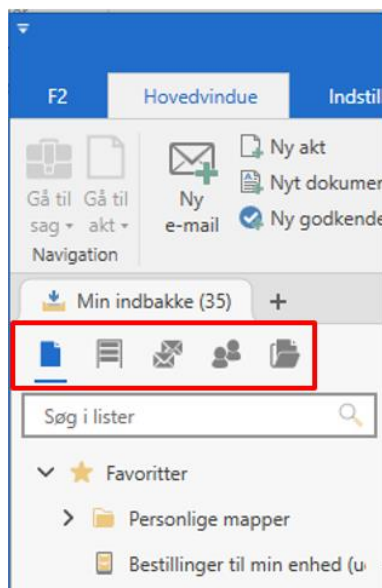 F2 Hovedvindue Indstil
Gå til Gå til
sag akt
Navigation
Ny
e-mail
Ny akt
Nyt dokumen
Ny godkende
Min indbakke (35) +
Søg i lister
Favoritter
Personlige mapper
Bestillinger til min enhed (u